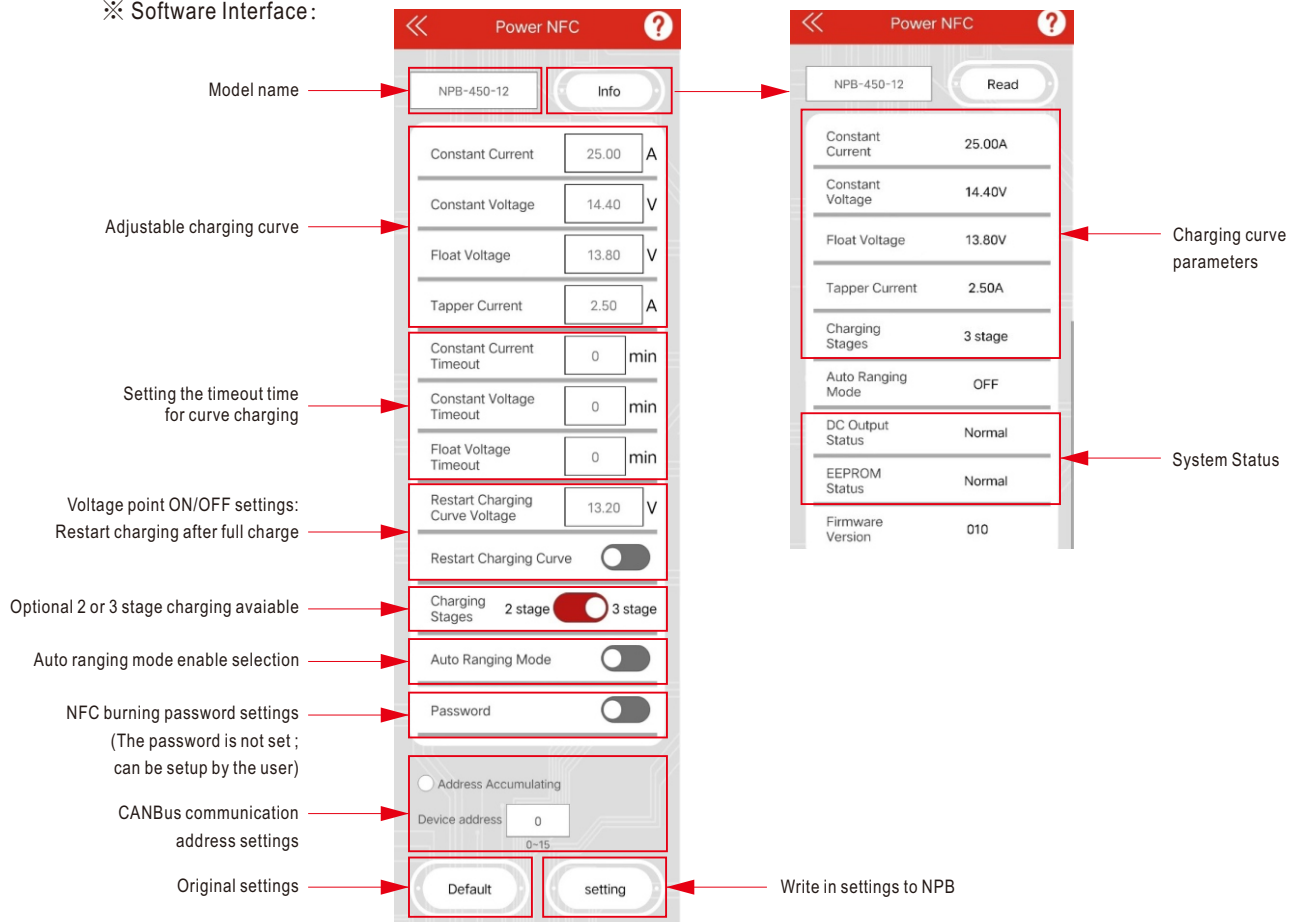 ※ Software Interface:
Model name
Adjustable charging curve
Setting the timeout time
for curve charging
Voltage point ON/OFF settings:
Restart charging after full charge
Optional 2 or 3 stage charging avaiable
Auto ranging mode enable selection
NFC burning password settings
(The password is not set ;
can be setup by the user)
CANBus communication
address settings
Original settings
Power NFC ?
NPB-450-12 Info
Constant Current 25.00 A
Constant Voltage 14.40 V
Float Voltage 13.80 V
Tapper Current 2.50 A
Constant Current
Timeout 0 min
Constant Voltage
Timeout 0 min
Float Voltage
Timeout 0 min
Restart Charging
Curve Voltage 13.20 V
Restart Charging Curve
Charging
Stages 2 stage 3 stage
Auto Ranging Mode
Password
Address Accumulating
Device address 0
0~15
Default setting
Write in settings to NPB
Power NFC ?
NPB-450-12 Read
Constant
Current 25.00A
Constant
Voltage 14.40V
Float Voltage 13.80V
Tapper Current 2.50A
Charging
Stages 3 stage
Auto Ranging
Mode OFF
DC Output
Status Normal
EEPROM
Status Normal
Firmware
Version 010
Charging curve
parameters
System Status